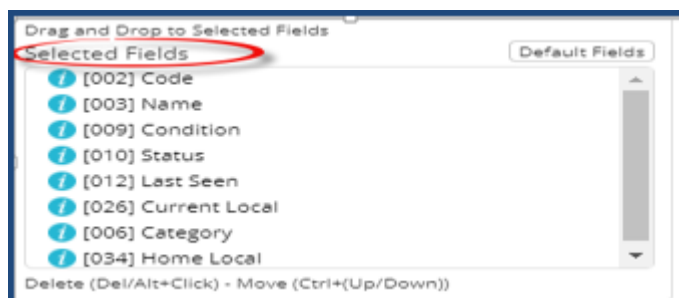 Drag and Drop to Selected Fields
Selected Fields Default Fields
i [002] Code
i [003] Name
i [009] Condition
i [010] Status
i [012] Last Seen
i [026] Current Local
i [006] Category
i [034] Home Local
Delete (Del/Alt+Click) - Move (Ctrl+(Up/Down))